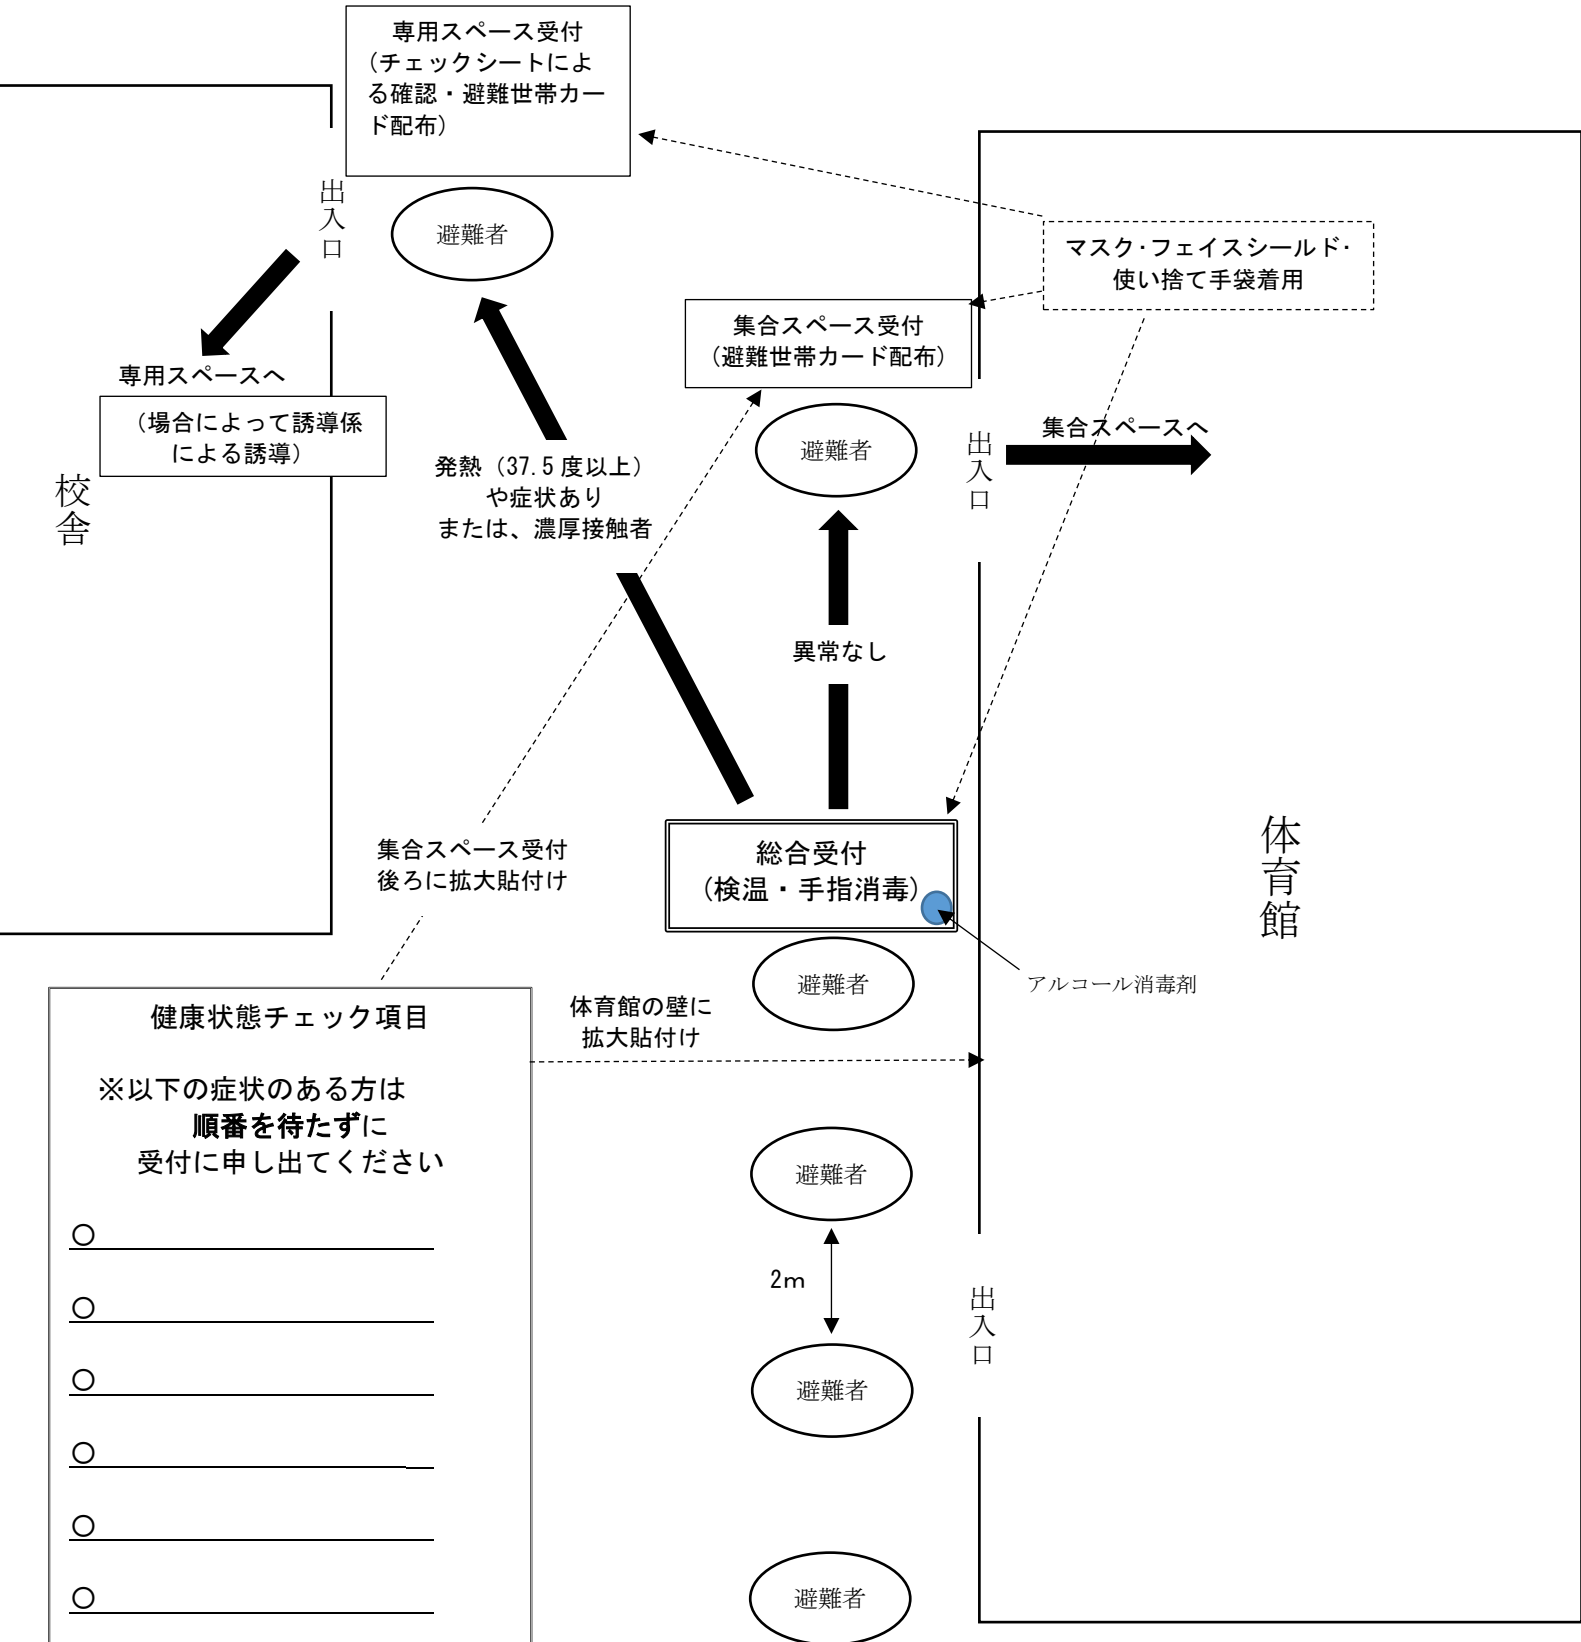 専用スペース受付
(チェックシートによ
る確認・避難世帯カー
ド配布)
出入口
避難者
マスク・フェイスシールド・
使い捨て手袋着用
集合スペース受付
(避難世帯カード配布)
専用スペースへ
(場合によって誘導係
による誘導)
避難者
出入口
集合スペースへ
校舎
発熱(37.5度以上)
や症状あり
または、濃厚接触者
異常なし
集合スペース受付
後ろに拡大貼付け
総合受付
(検温・手指消毒)
体育館
避難者
アルコール消毒剤
体育館の壁に
拡大貼付け
健康状態チェック項目
※以下の症状のある方は
順番を待たずに
受付に申し出てください
○
○
○
○
○
○
避難者
2m
出入口
避難者
避難者